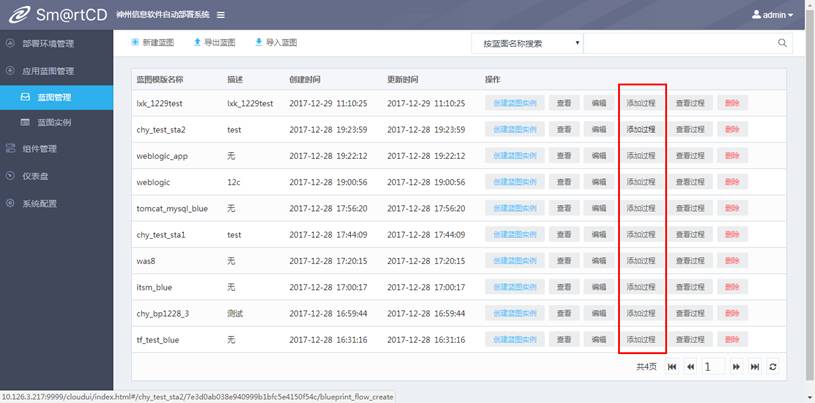 Sm@rtCD 神州信息软件自动部署系统 admin
部署环境管理
应用蓝图管理
蓝图管理
蓝图实例
组件管理
仪表盘
系统配置
新建蓝图 导出蓝图 导入蓝图 按蓝图名称搜索
蓝图模版名称 描述 创建时间 更新时间 操作
lxk_1229test lxk_1229test 2017-12-29 11:10:25 2017-12-29 11:10:25 创建蓝图实例 查看 编辑 添加过程 查看过程 删除
chy_test_sta2 test 2017-12-28 19:23:59 2017-12-28 19:23:59 创建蓝图实例 查看 编辑 添加过程 查看过程 删除
weblogic_app 无 2017-12-28 19:22:12 2017-12-28 19:22:12 创建蓝图实例 查看 编辑 添加过程 查看过程 删除
weblogic 12c 2017-12-28 19:00:56 2017-12-28 19:00:56 创建蓝图实例 查看 编辑 添加过程 查看过程 删除
tomcat_mysql_blue 无 2017-12-28 17:56:20 2017-12-28 17:56:20 创建蓝图实例 查看 编辑 添加过程 查看过程 删除
chy_test_sta1 test 2017-12-28 17:44:09 2017-12-28 17:44:09 创建蓝图实例 查看 编辑 添加过程 查看过程 删除
was8 无 2017-12-28 17:20:15 2017-12-28 17:20:15 创建蓝图实例 查看 编辑 添加过程 查看过程 删除
itsm_blue 无 2017-12-28 17:00:17 2017-12-28 17:00:17 创建蓝图实例 查看 编辑 添加过程 查看过程 删除
chy_bp1228_3 测试 2017-12-28 16:59:44 2017-12-28 16:59:44 创建蓝图实例 查看 编辑 添加过程 查看过程 删除
tf_test_blue 无 2017-12-28 16:31:16 2017-12-28 16:31:16 创建蓝图实例 查看 编辑 添加过程 查看过程 删除
共4页 1
10.126.3.217:9999/cloudui/index.html#/chy_test_sta2/7e3d0ab038e940999b1bfc5e4150f54c/blueprint_flow_create